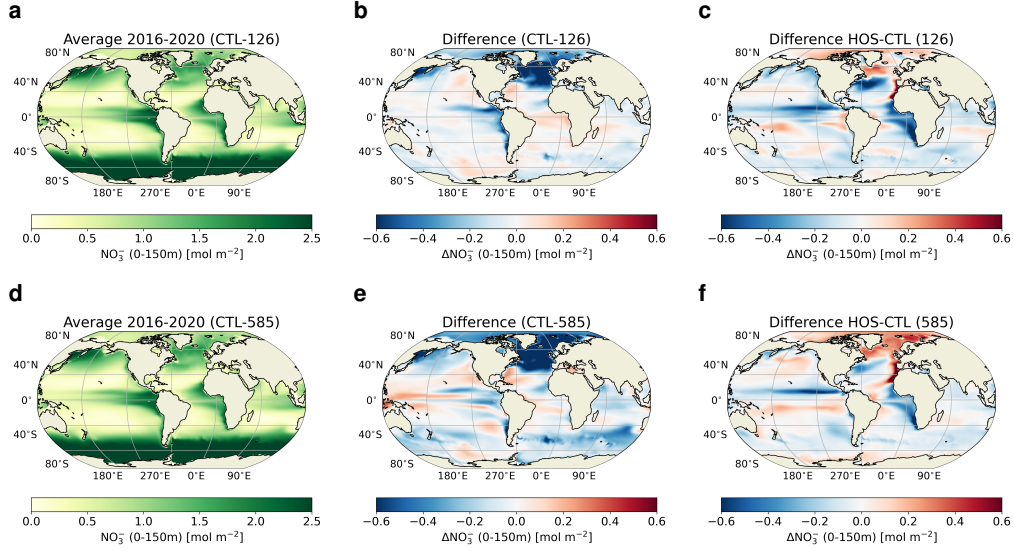 a
b
c
Average 2016-2020 (CTL-126)
Difference (CTL-126)
Difference HOS-CTL (126)
80°N
80°N
80°N
40°N
40°N
40°N
0°
0°
0°
40°S
40°S
40°S
80°S
80°S
80°S
180°E 270°E 0°E 90°E
180°E 270°E 0°E 90°E
180°E 270°E 0°E 90°E
0.0 0.5 1.0 1.5 2.0 2.5
−0.6 −0.4 −0.2 0.0 0.2 0.4 0.6
−0.6 −0.4 −0.2 0.0 0.2 0.4 0.6
NO₃⁻ (0-150m) [mol m⁻²]
ΔNO₃⁻ (0-150m) [mol m⁻²]
ΔNO₃⁻ (0-150m) [mol m⁻²]
d
e
f
Average 2016-2020 (CTL-585)
Difference (CTL-585)
Difference HOS-CTL (585)
80°N
80°N
80°N
40°N
40°N
40°N
0°
0°
0°
40°S
40°S
40°S
80°S
80°S
80°S
180°E 270°E 0°E 90°E
180°E 270°E 0°E 90°E
180°E 270°E 0°E 90°E
0.0 0.5 1.0 1.5 2.0 2.5
−0.6 −0.4 −0.2 0.0 0.2 0.4 0.6
−0.6 −0.4 −0.2 0.0 0.2 0.4 0.6
NO₃⁻ (0-150m) [mol m⁻²]
ΔNO₃⁻ (0-150m) [mol m⁻²]
ΔNO₃⁻ (0-150m) [mol m⁻²]